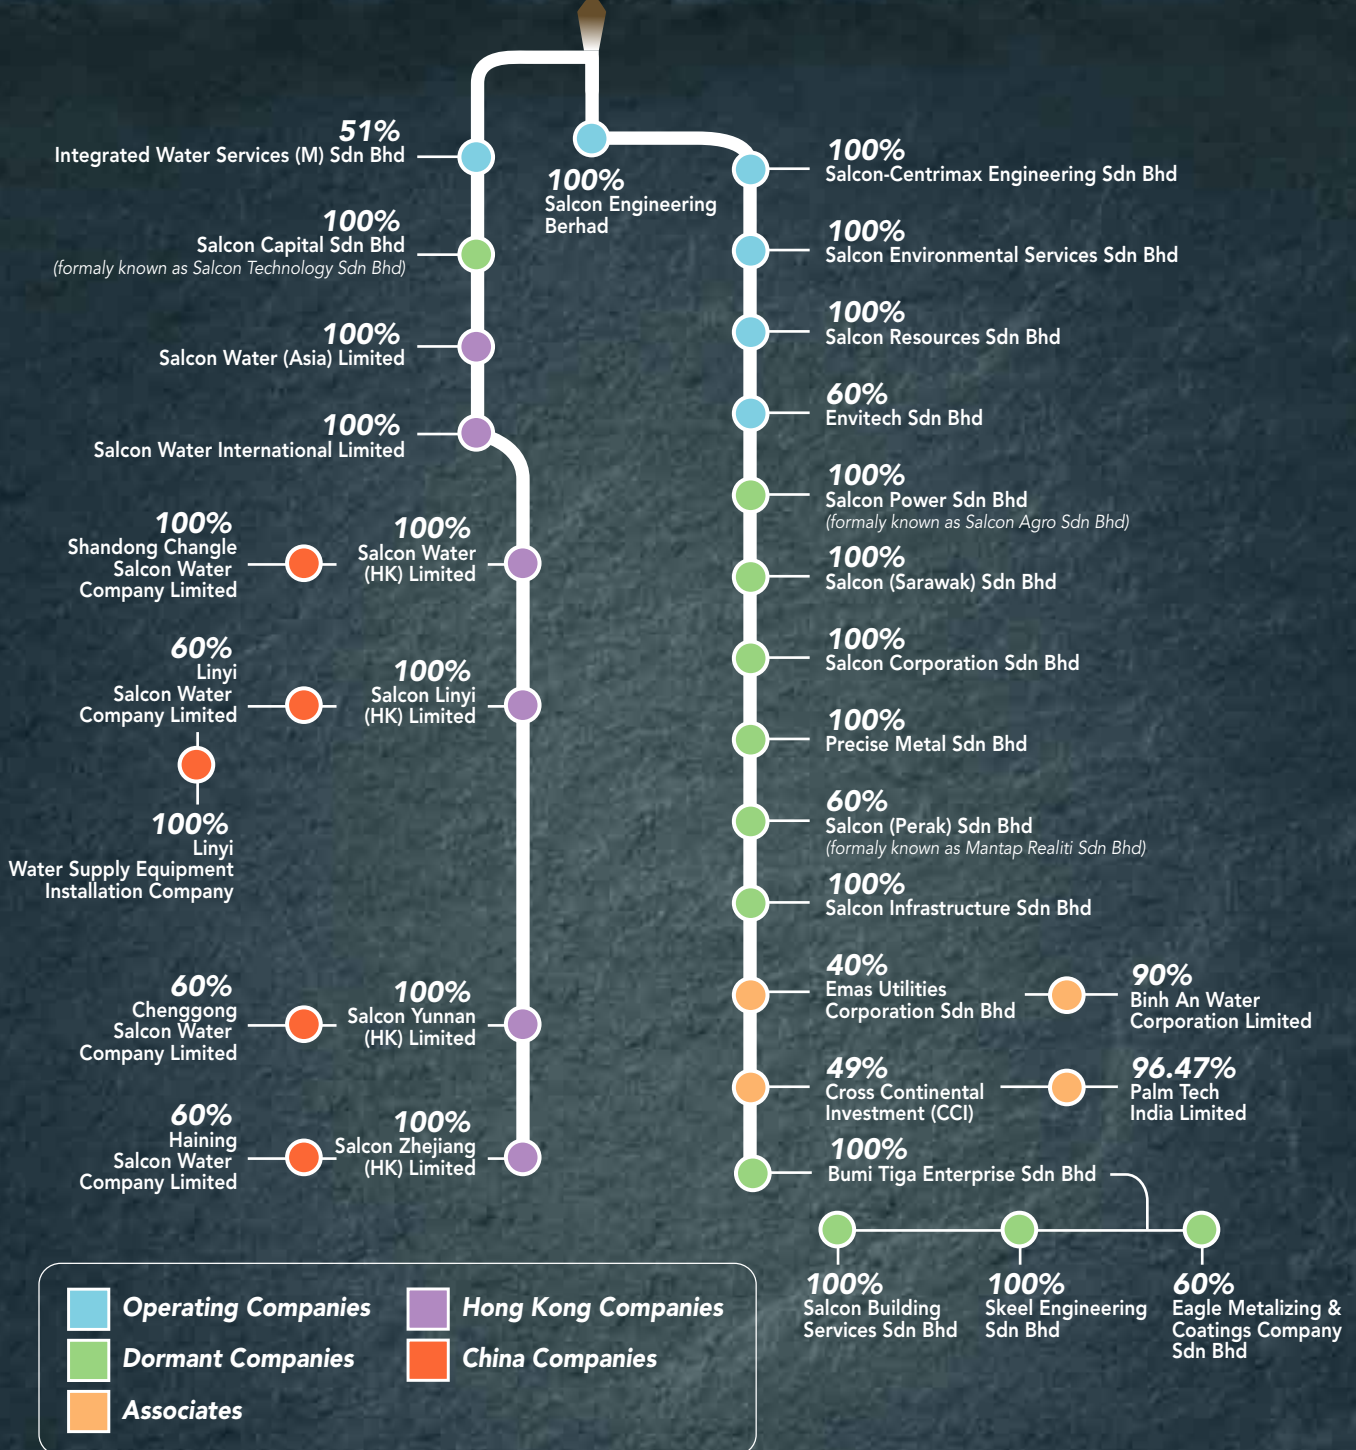 51%
Integrated Water Services (M) Sdn Bhd
100%
Salcon Capital Sdn Bhd
(formaly known as Salcon Technology Sdn Bhd)
100%
Salcon Water (Asia) Limited
100%
Salcon Water International Limited
100%
Shandong Changle
Salcon Water
Company Limited
100%
Salcon Water
(HK) Limited
60%
Linyi
Salcon Water
Company Limited
100%
Salcon Linyi
(HK) Limited
100%
Linyi
Water Supply Equipment
Installation Company
60%
Chenggong
Salcon Water
Company Limited
100%
Salcon Yunnan
(HK) Limited
60%
Haining
Salcon Water
Company Limited
100%
Salcon Zhejiang
(HK) Limited
100%
Salcon Engineering
Berhad
100%
Salcon-Centrimax Engineering Sdn Bhd
100%
Salcon Environmental Services Sdn Bhd
100%
Salcon Resources Sdn Bhd
60%
Envitech Sdn Bhd
100%
Salcon Power Sdn Bhd
(formaly known as Salcon Agro Sdn Bhd)
100%
Salcon (Sarawak) Sdn Bhd
100%
Salcon Corporation Sdn Bhd
100%
Precise Metal Sdn Bhd
60%
Salcon (Perak) Sdn Bhd
(formaly known as Mantap Realiti Sdn Bhd)
100%
Salcon Infrastructure Sdn Bhd
40%
Emas Utilities
Corporation Sdn Bhd
90%
Binh An Water
Corporation Limited
49%
Cross Continental
Investment (CCI)
96.47%
Palm Tech
India Limited
100%
Bumi Tiga Enterprise Sdn Bhd
100%
Salcon Building
Services Sdn Bhd
100%
Skeel Engineering
Sdn Bhd
60%
Eagle Metalizing &
Coatings Company
Sdn Bhd
Operating Companies
Dormant Companies
Associates
Hong Kong Companies
China Companies